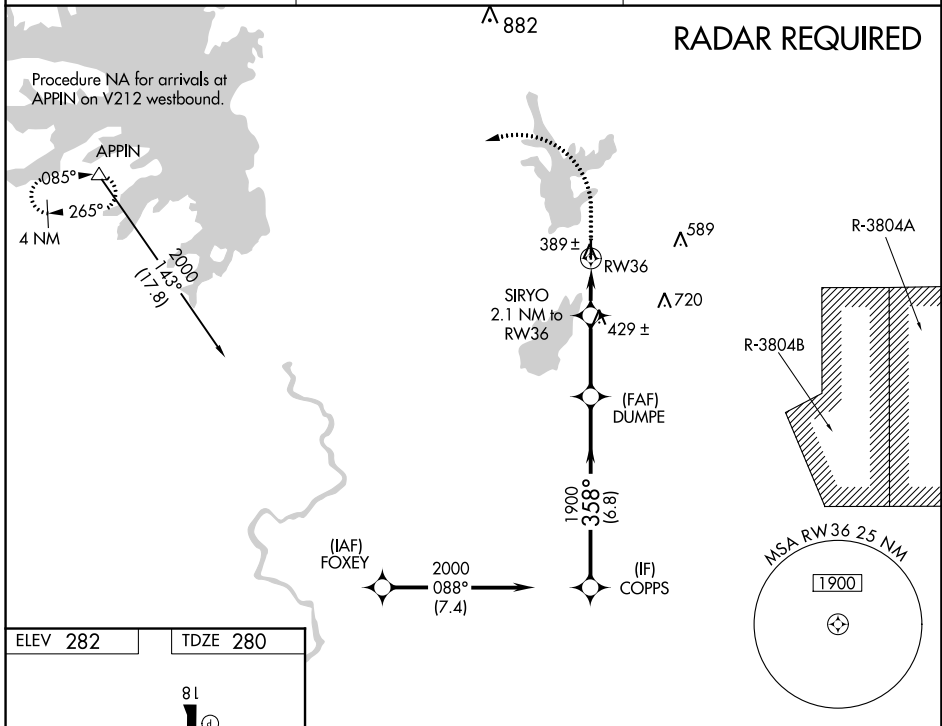 882
RADAR REQUIRED
Procedure NA for arrivals at
APPIN on V212 westbound.
APPIN
085°
265°
4 NM
2000
143°
(17.8)
389 ±
RW36
589
SIRYO
2.1 NM to
RW36
429 ±
720
R-3804A
R-3804B
(FAF)
DUMPE
1900
358°
(6.8)
(IAF)
FOXEY
2000
088°
(7.4)
(IF)
COPPS
MSA RW36 25 NM
1900
ELEV 282
TDZE 280
18
P